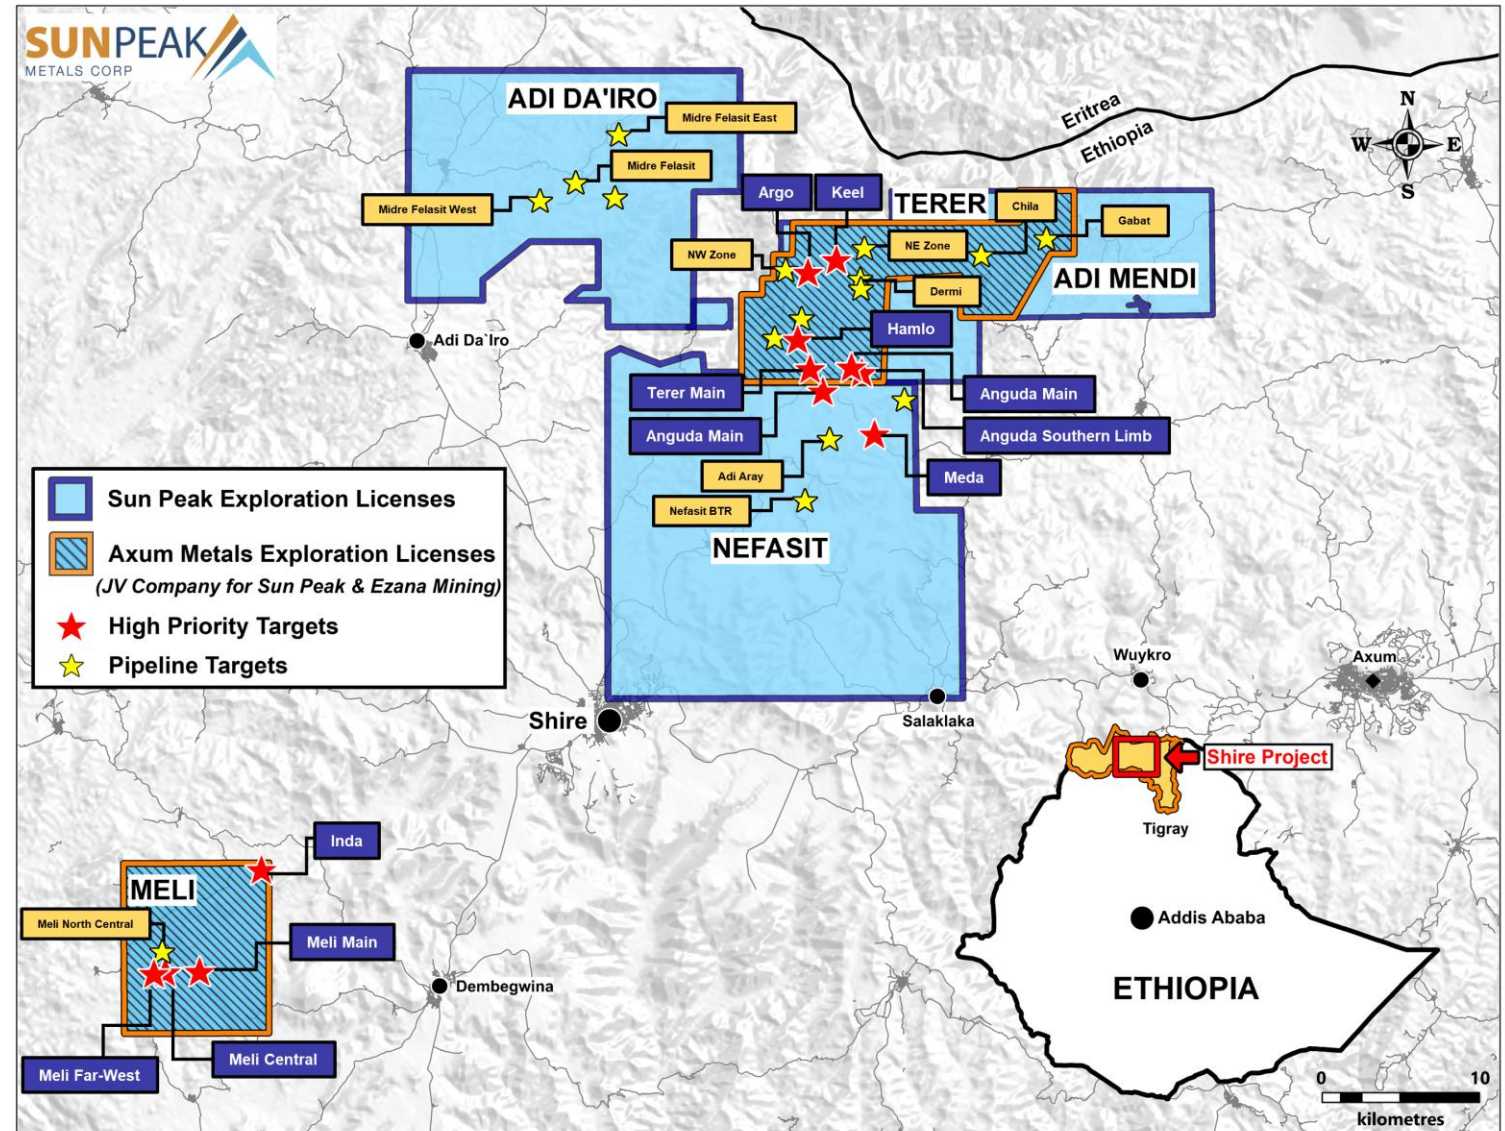 SUNPEAK
METALS CORP
ADI DA'IRO
Midre Felasit East
Midre Felasit
Midre Felasit West
Eritrea
Ethiopia
N
W
E
S
Argo
Keel
TERER
Chila
Gabat
NW Zone
NE Zone
ADI MENDI
Dermi
Hamlo
Adi Da`Iro
Terer Main
Anguda Main
Anguda Main
Anguda Southern Limb
Adi Aray
Meda
Nefasit BTR
NEFASIT
Sun Peak Exploration Licenses
Axum Metals Exploration Licenses
(JV Company for Sun Peak & Ezana Mining)
High Priority Targets
Pipeline Targets
Wuykro
Axum
Shire
Salaklaka
Shire Project
Tigray
Inda
MELI
Meli North Central
Meli Main
Addis Ababa
Dembegwina
ETHIOPIA
Meli Central
Meli Far-West
0 10
kilometres